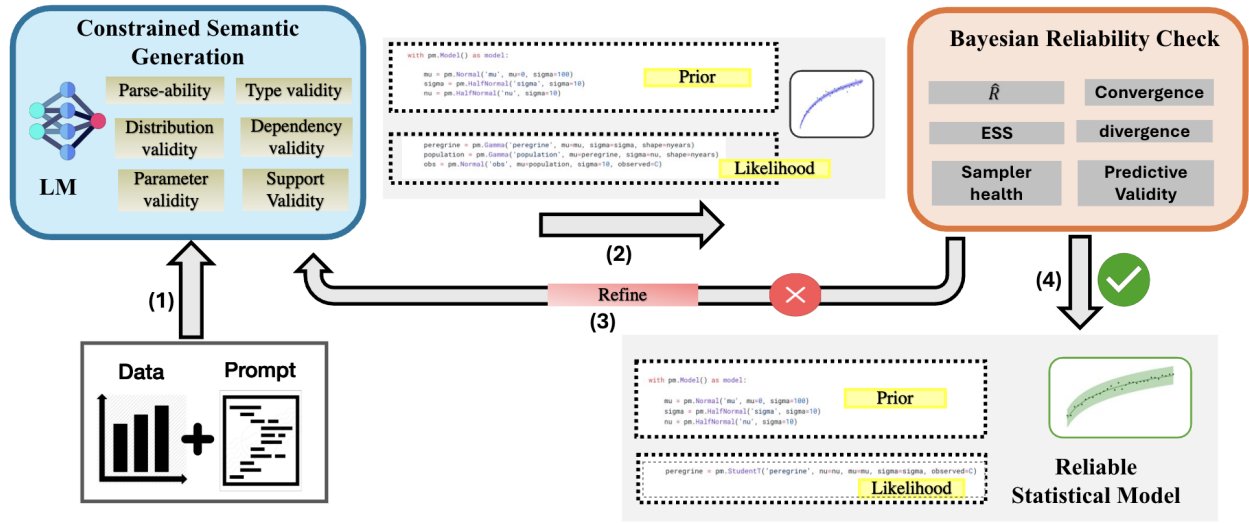 Constrained Semantic
Generation
Parse-ability
Type validity
Distribution
validity
Dependency
validity
LM
Parameter
validity
Support
Validity
with pm.Model() as model:
mu = pm.Normal('mu', mu=0, sigma=100)
sigma = pm.HalfNormal('sigma', sigma=10)
nu = pm.HalfNormal('nu', sigma=10)
Prior
peregrine = pm.Gamma('peregrine', mu=mu, sigma=sigma, shape=nyears)
population = pm.Gamma('population', mu=peregrine, sigma=nu, shape=nyears)
obs = pm.Normal('obs', mu=population, sigma=10, observed=C)
Likelihood
Bayesian Reliability Check
R̂
Convergence
ESS
divergence
Sampler
health
Predictive
Validity
(1)
(2)
Refine
(3)
(4)
Data
Prompt
with pm.Model() as model:
mu = pm.Normal('mu', mu=0, sigma=100)
sigma = pm.HalfNormal('sigma', sigma=10)
nu = pm.HalfNormal('nu', sigma=10)
Prior
peregrine = pm.StudentT('peregrine', nu=nu, mu=mu, sigma=sigma, observed=C)
Likelihood
Reliable
Statistical Model